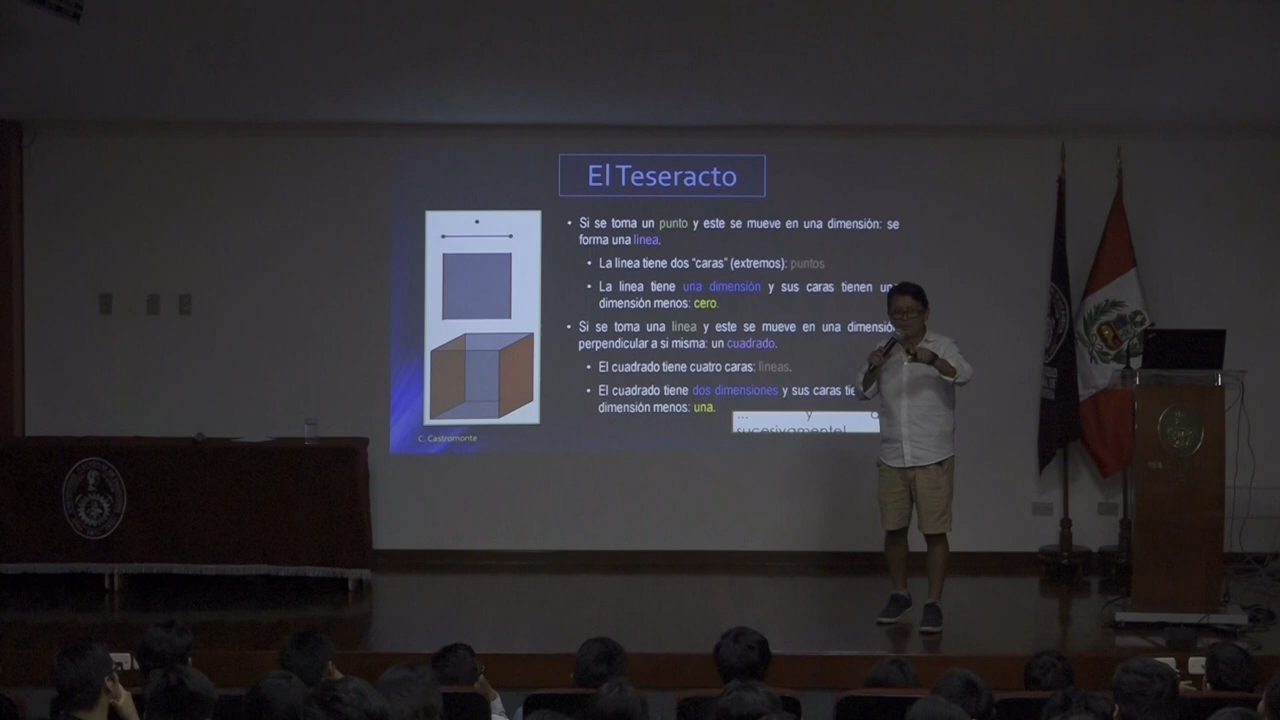 El Teseracto
• Si se toma un punto y este se mueve en una dimensión: se
forma una línea.
• La línea tiene dos "caras" (extremos): puntos
• La línea tiene una dimensión y sus caras tienen
dimensión menos: cero.
• Si se toma una línea y este se mueve en una dimensión
perpendicular a si misma: un cuadrado.
• El cuadrado tiene cuatro caras: líneas.
• El cuadrado tiene dos dimensiones y sus caras
dimensión menos: una.
... y
sucesivamente!
C. Castromonte